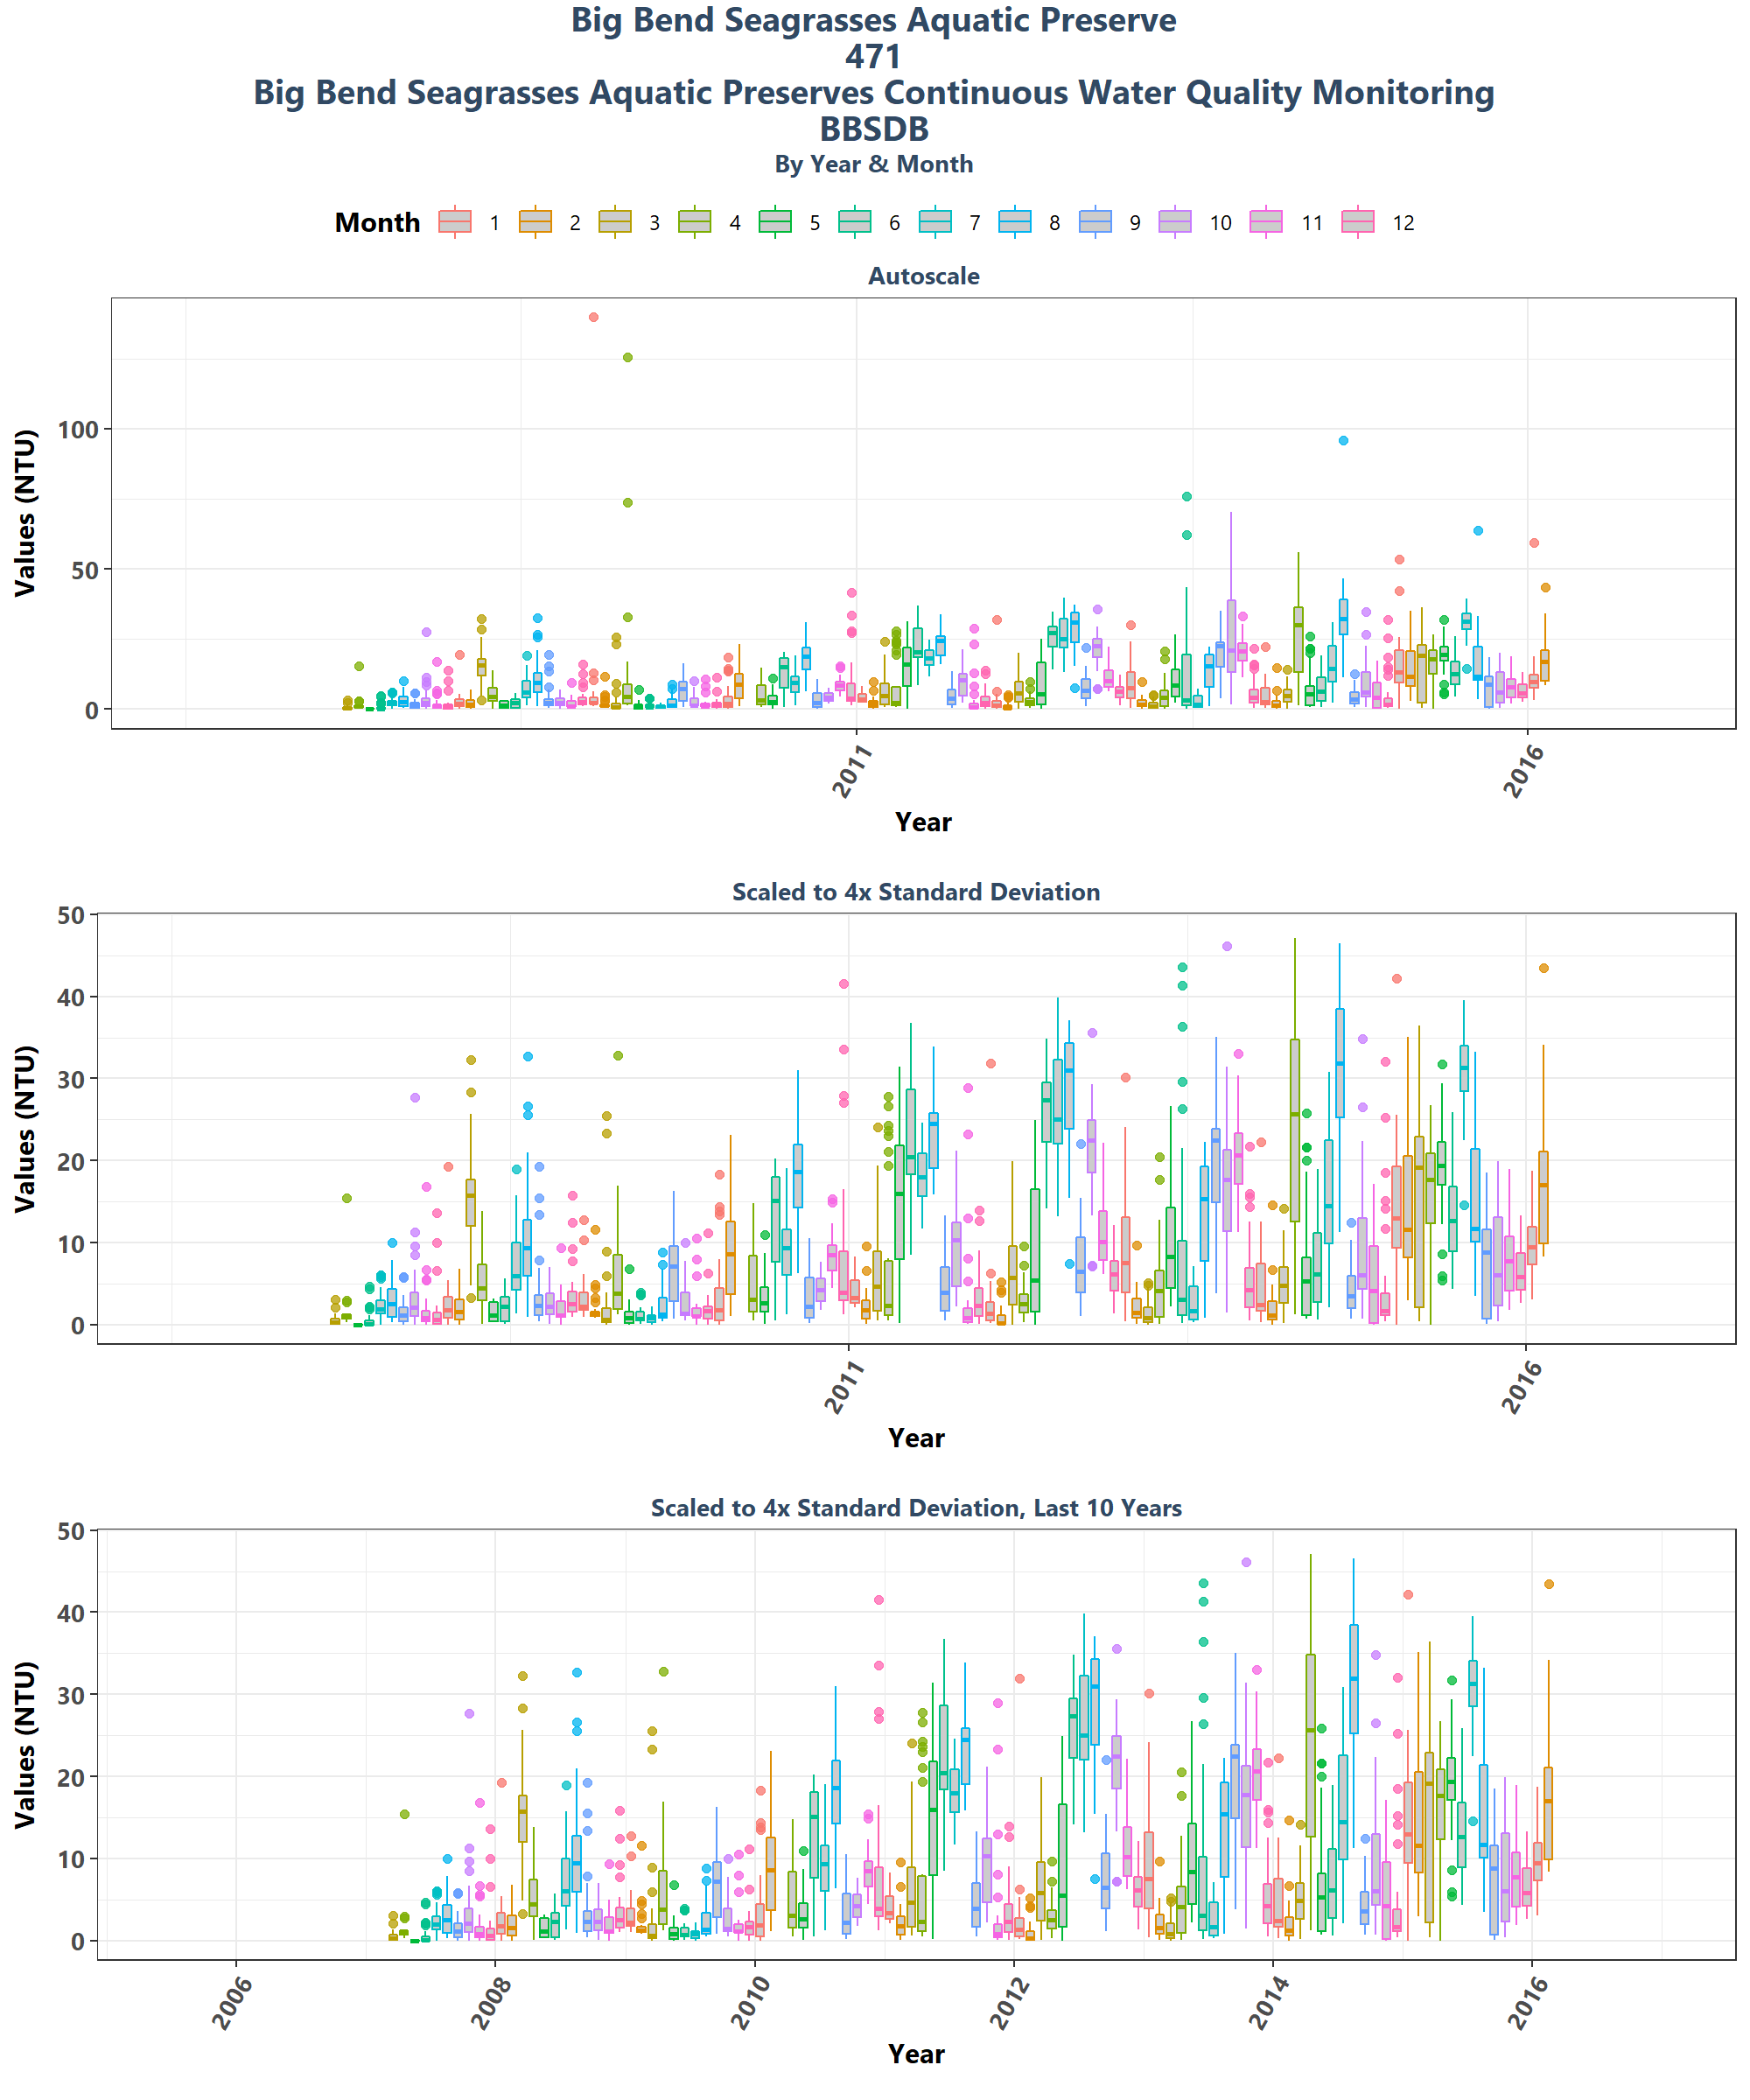 Big Bend Seagrasses Aquatic Preserve
471
Big Bend Seagrasses Aquatic Preserves Continuous Water Quality Monitoring
BBSDB
By Year & Month
Month 1 2 3 4 5 6 7 8 9 10 11 12
Autoscale
Values (NTU)
100
50
0
2011 2016
Year
Scaled to 4x Standard Deviation
Values (NTU)
50
40
30
20
10
0
2011 2016
Year
Scaled to 4x Standard Deviation, Last 10 Years
Values (NTU)
50
40
30
20
10
0
2006 2008 2010 2012 2014 2016
Year